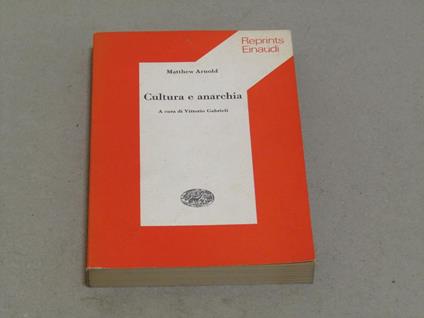 Reprints
Einaudi
Matthew Arnold
Cultura e anarchia
A cura di Vittorio Gabrieli